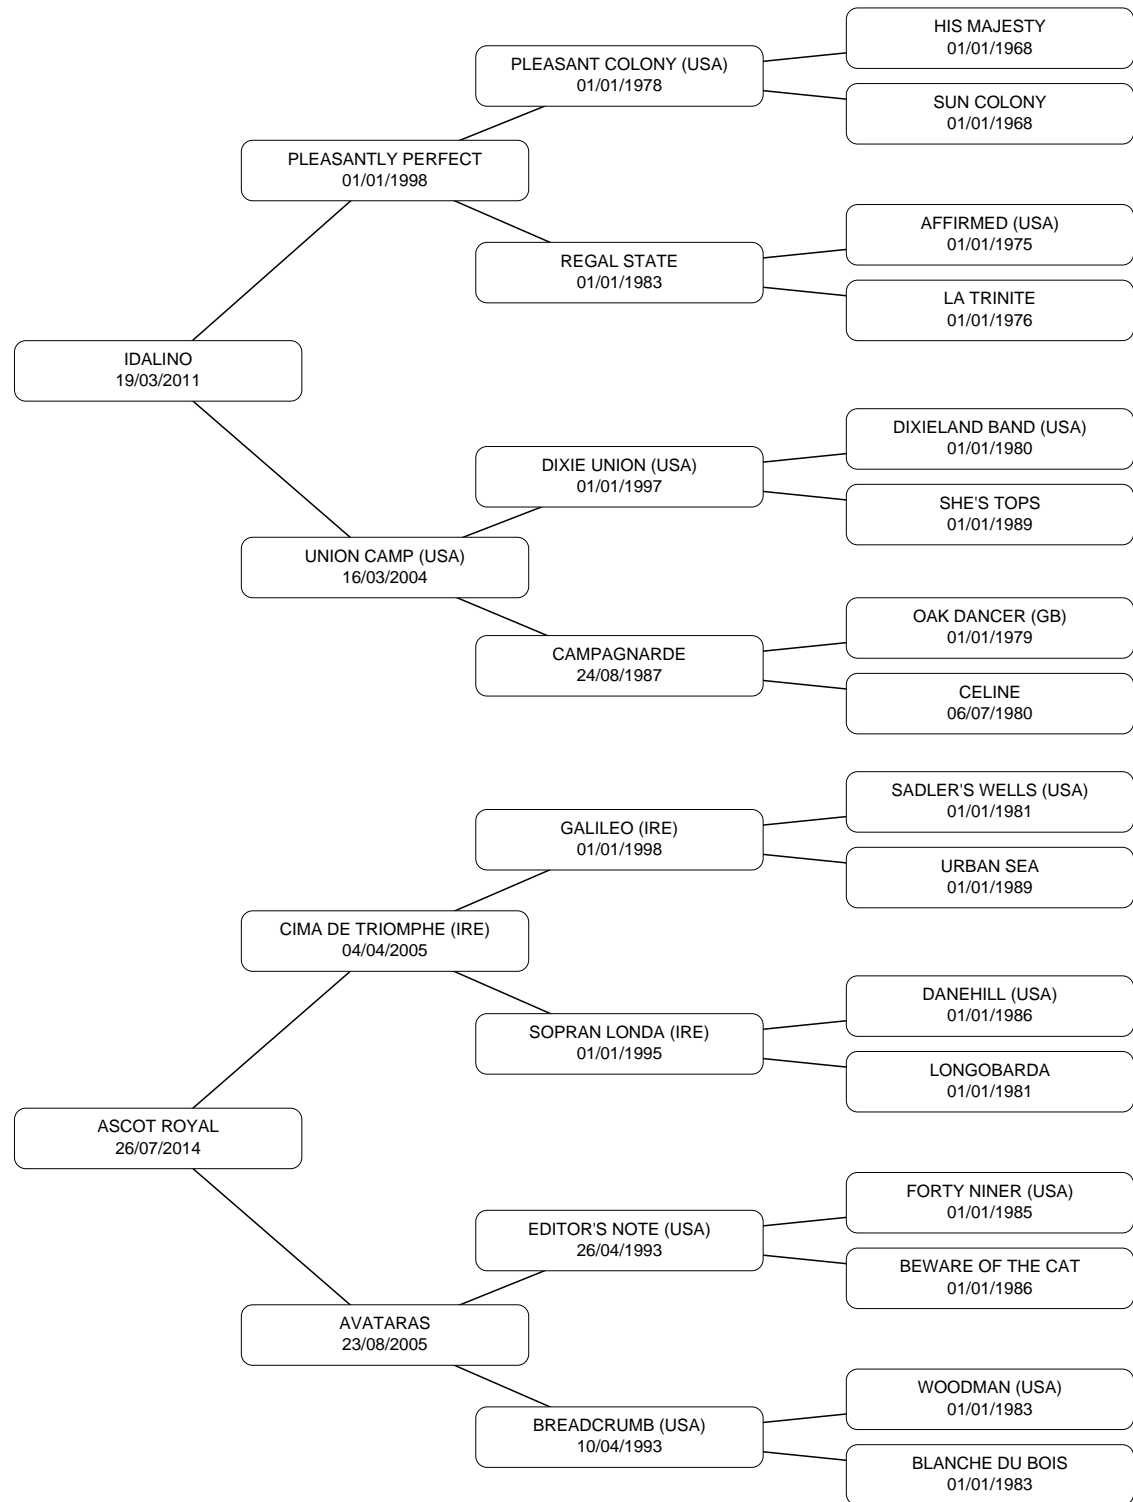 HIS MAJESTY
01/01/1968
PLEASANT COLONY (USA)
01/01/1978
SUN COLONY
01/01/1968
PLEASANTLY PERFECT
01/01/1998
AFFIRMED (USA)
01/01/1975
REGAL STATE
01/01/1983
LA TRINITE
01/01/1976
IDALINO
19/03/2011
DIXIELAND BAND (USA)
01/01/1980
DIXIE UNION (USA)
01/01/1997
SHE'S TOPS
01/01/1989
UNION CAMP (USA)
16/03/2004
OAK DANCER (GB)
01/01/1979
CAMPAGNARDE
24/08/1987
CELINE
06/07/1980
SADLER'S WELLS (USA)
01/01/1981
GALILEO (IRE)
01/01/1998
URBAN SEA
01/01/1989
CIMA DE TRIOMPHE (IRE)
04/04/2005
DANEHILL (USA)
01/01/1986
SOPRAN LONDA (IRE)
01/01/1995
LONGOBARDA
01/01/1981
ASCOT ROYAL
26/07/2014
FORTY NINER (USA)
01/01/1985
EDITOR'S NOTE (USA)
26/04/1993
BEWARE OF THE CAT
01/01/1986
AVATARAS
23/08/2005
WOODMAN (USA)
01/01/1983
BREADCRUMB (USA)
10/04/1993
BLANCHE DU BOIS
01/01/1983